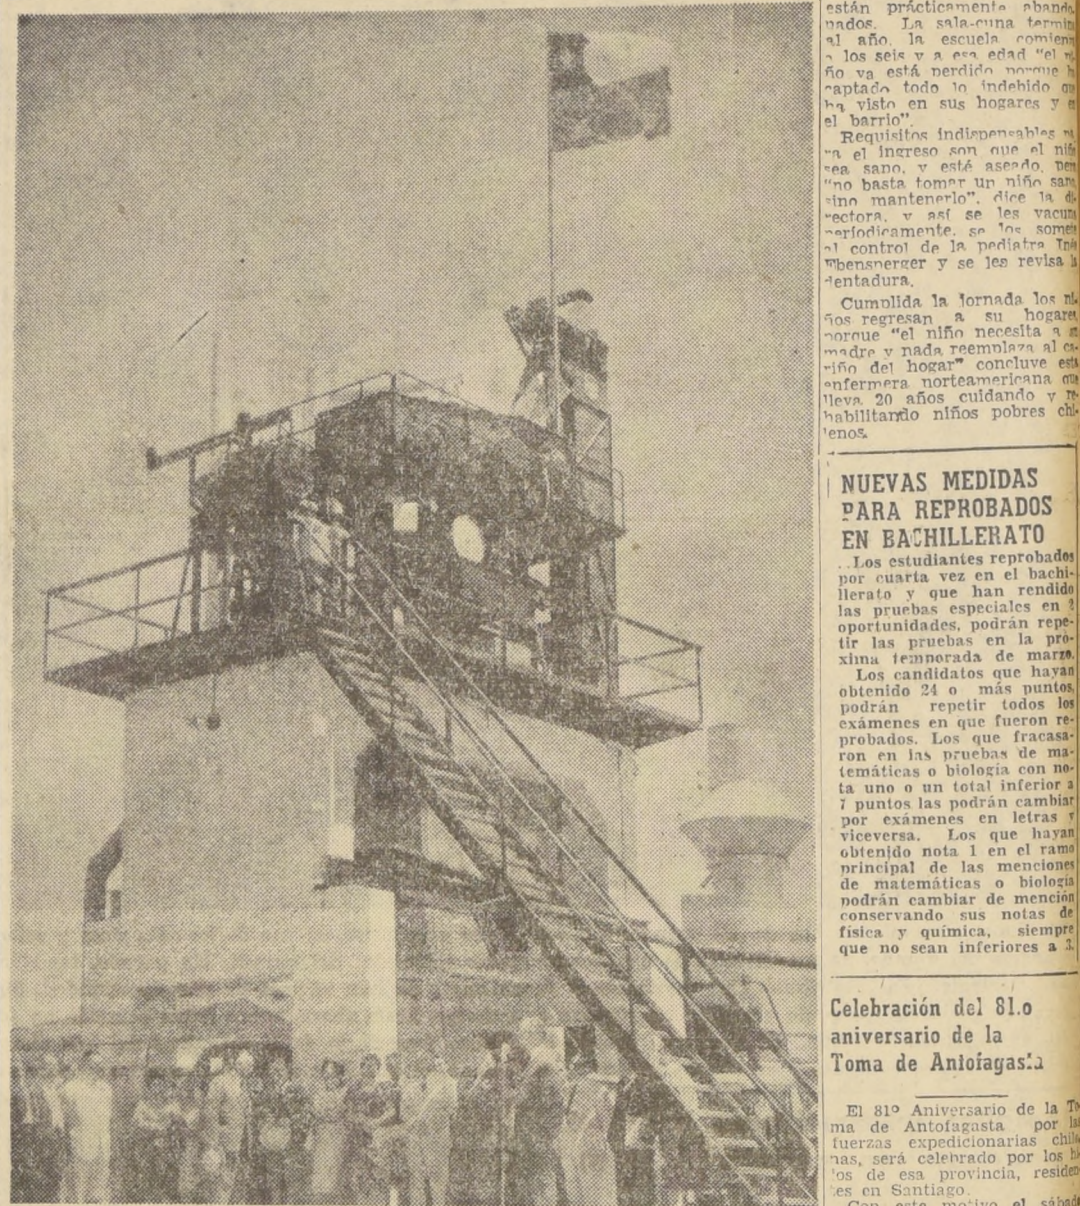 están prácticamente abando-
nados. La sala-cuna termin
al año, la escuela comien
a los seis y a esa edad "el ni-
ño ya está perdido porque h
captado todo lo indebido qu
ha visto en sus hogares y e
el barrio".
Requisitos indispensables pa
ra el ingreso son que el niñ
sea sano, y esté aseado, per
"no basta tomar un niño sano
sino mantenerlo", dice la di-
rectora, y así se les vacuna
periodicamente, se los somete
al control de la pediatra Iné
Ebensperger y se les revisa la
dentadura.
Cumplida la jornada los ni-
ños regresan a su hogares
porque "el niño necesita a s
madre y nada reemplaza al ca-
riño del hogar" concluye esta
enfermera norteamericana que
lleva 20 años cuidando y re-
habilitando niños pobres chi-
lenos.
NUEVAS MEDIDAS
PARA REPROBADOS
EN BACHILLERATO
..Los estudiantes reprobados
por cuarta vez en el bachi-
llerato y que han rendido
las pruebas especiales en 2
oportunidades, podrán repe-
tir las pruebas en la pró-
xima temporada de marzo.
Los candidatos que hayan
obtenido 24 o más puntos,
podrán repetir todos los
exámenes en que fueron re-
probados. Los que fracasa-
ron en las pruebas de ma-
temáticas o biología con no-
ta uno o un total inferior a
7 puntos las podrán cambiar
por exámenes en letras y
viceversa. Los que hayan
obtenido nota 1 en el ramo
principal de las menciones
de matemáticas o biología
podrán cambiar de mención
conservando sus notas de
física y química, siempre
que no sean inferiores a 3.
Celebración del 81.o
aniversario de la
Toma de Antofagasta
El 81º Aniversario de la To
ma de Antofagasta por las
fuerzas expedicionarias chile
nas, será celebrado por los hi
jos de esa provincia, residen
tes en Santiago.
Con este motivo el sábado